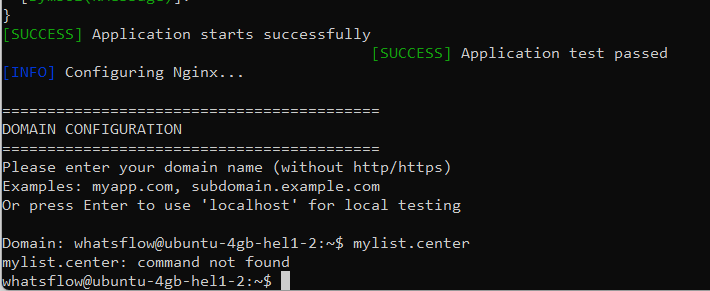 }
[SUCCESS] Application starts successfully
[SUCCESS] Application test passed
[INFO] Configuring Nginx...
==========================================
DOMAIN CONFIGURATION
==========================================
Please enter your domain name (without http/https)
Examples: myapp.com, subdomain.example.com
Or press Enter to use 'localhost' for local testing
Domain: whatsflow@ubuntu-4gb-hel1-2:~$ mylist.center
mylist.center: command not found
whatsflow@ubuntu-4gb-hel1-2:~$